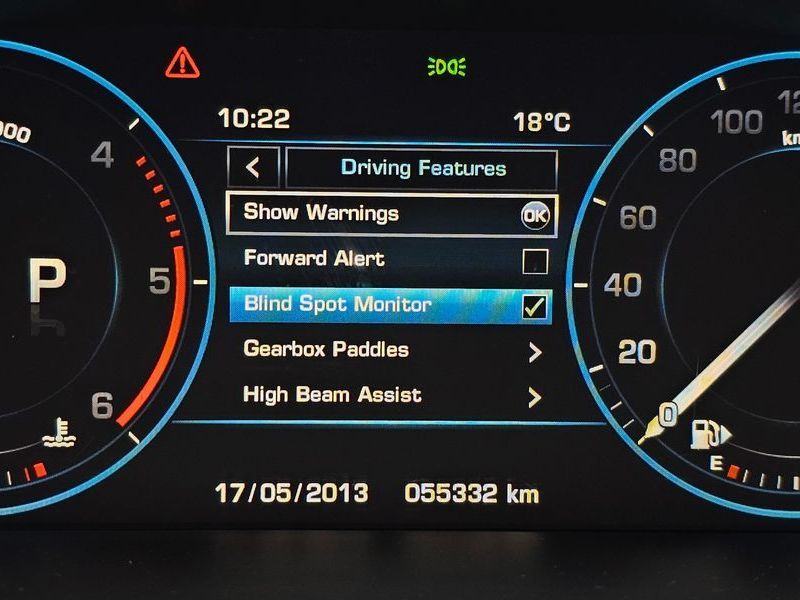 10:22 18°C
< Driving Features
Show Warnings OK
Forward Alert
Blind Spot Monitor ✓
Gearbox Paddles >
High Beam Assist >
17/05/2013 055332 km
4
5
6
P
100
80
60
40
20
0
E